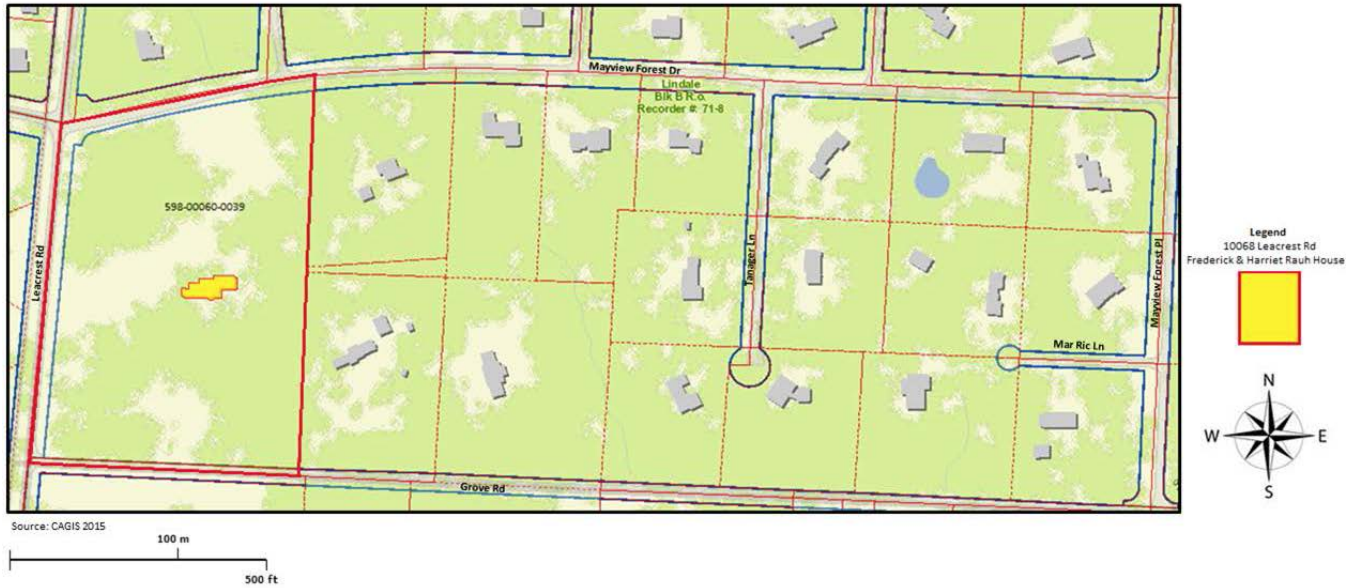 Mayview Forest Dr
Lindale
Blk B R.o.
Recorder #: 71-8
598-00060-0039
Leacrest Rd
Tanager Ln
Mayview Forest Pl
Mar Ric Ln
Grove Rd
Legend
10068 Leacrest Rd
Frederick & Harriet Rauh House
N
W
E
S
Source: CAGIS 2015
100 m
500 ft